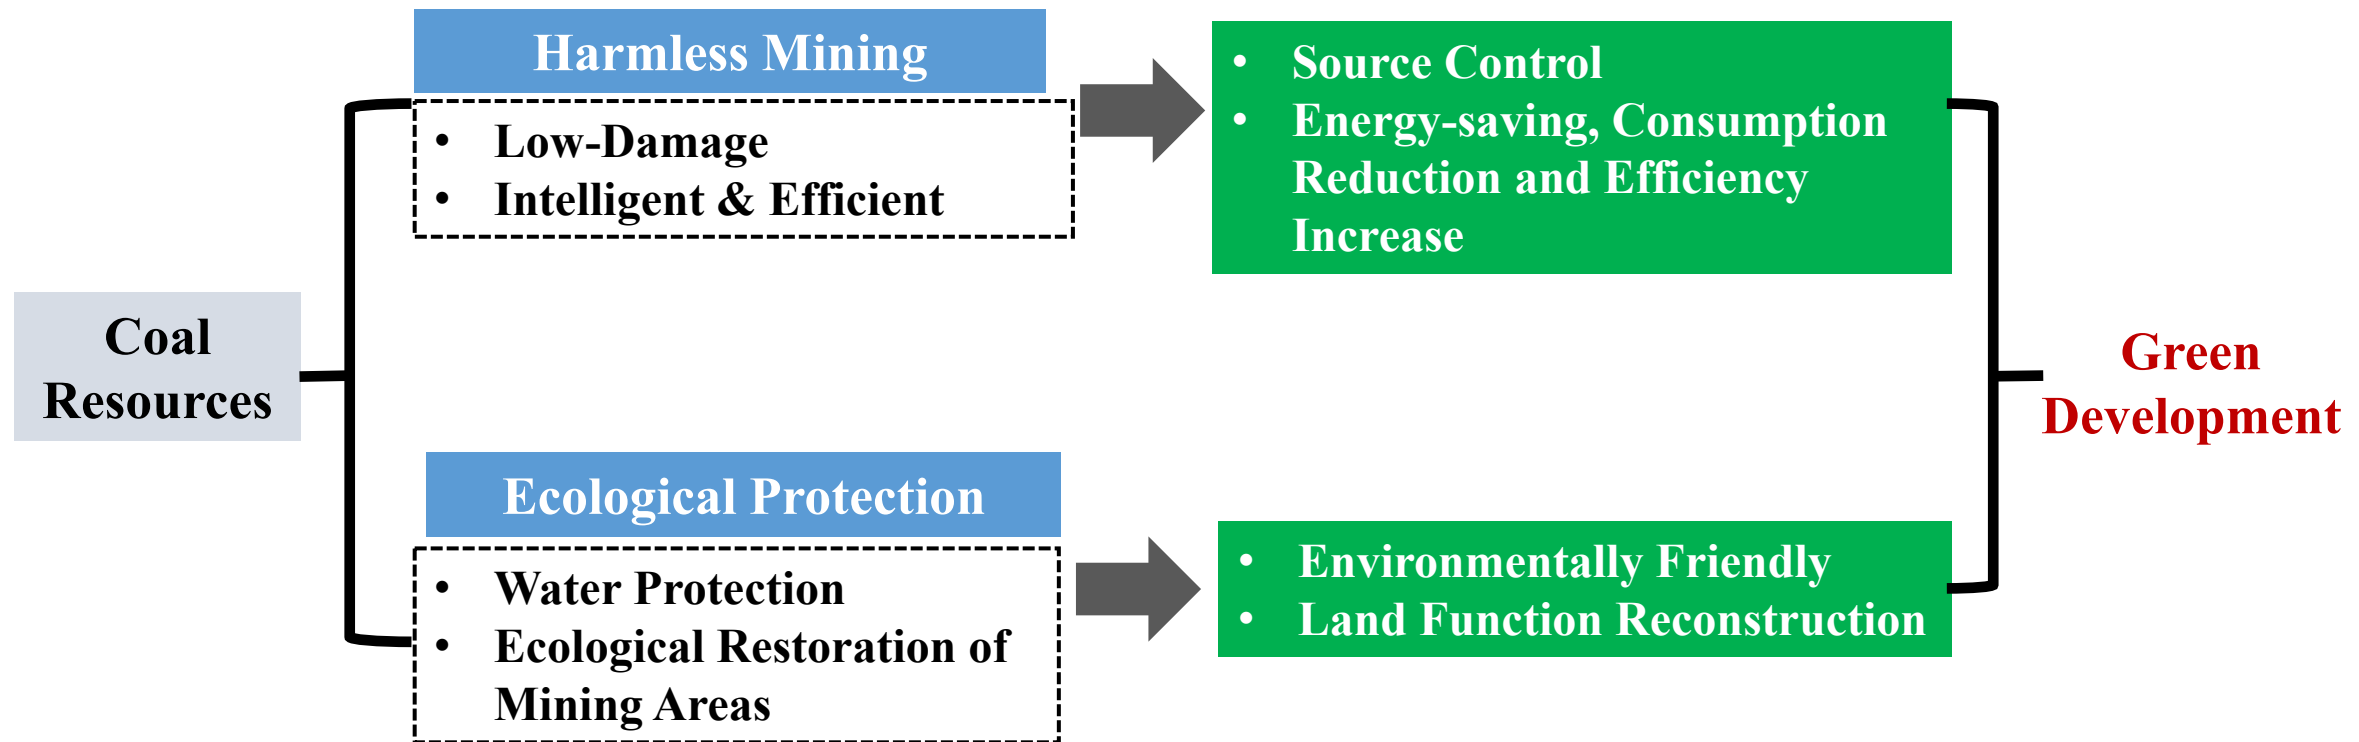 Harmless Mining
• Low-Damage
• Intelligent & Efficient
• Source Control
• Energy-saving, Consumption
Reduction and Efficiency
Increase
Coal
Resources
Green
Development
Ecological Protection
• Water Protection
• Ecological Restoration of
Mining Areas
• Environmentally Friendly
• Land Function Reconstruction